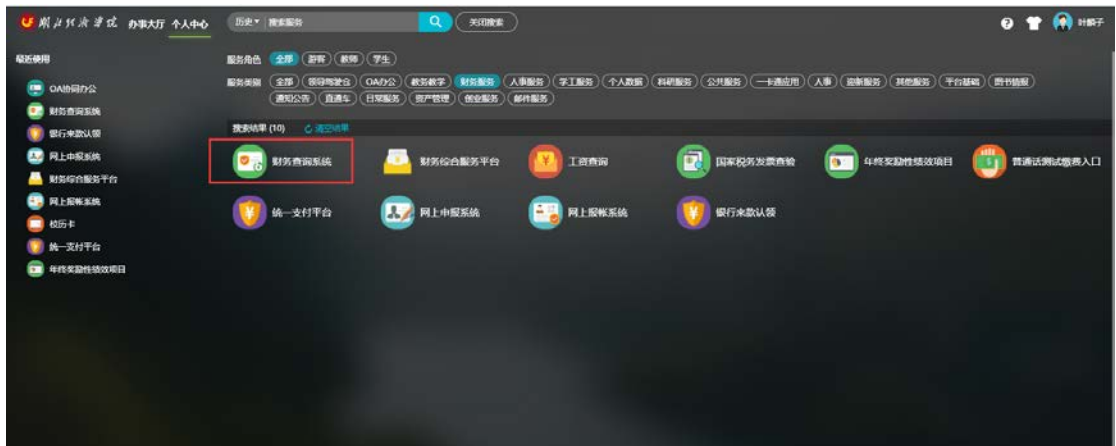 湖北经济学院 办事大厅 个人中心 历史 搜索服务 关闭搜索 叶麟子
最近使用
OA协同办公
财务查询系统
银行来款认领
网上申报系统
财务综合服务平台
网上报帐系统
校历卡
统一支付平台
年终奖励性绩效项目
服务角色 全部 游客 教师 学生
服务类别 全部 领导驾驶仓 OA办公 教务教学 财务服务 人事服务 学工服务 个人数据 科研服务 公共服务 一卡通应用 人事 迎新服务 其他服务 平台基础 图书情报
通知公告 直通车 日常服务 资产管理 创业服务 邮件服务
搜索结果 (10) 清空结果
财务查询系统 财务综合服务平台 工资查询 国家税务发票查验 年终奖励性绩效项目 普通话测试缴费入口
统一支付平台 网上申报系统 网上报帐系统 银行来款认领